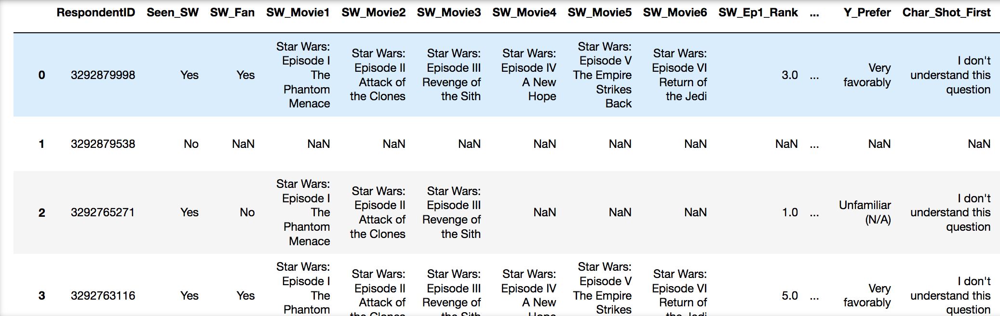 RespondentID Seen_SW SW_Fan SW_Movie1 SW_Movie2 SW_Movie3 SW_Movie4 SW_Movie5 SW_Movie6 SW_Ep1_Rank ... Y_Prefer Char_Shot_First
0
3292879998
Yes
Yes
Star Wars:
Episode I
The
Phantom
Menace
Star Wars:
Episode II
Attack of
the Clones
Star Wars:
Episode III
Revenge of
the Sith
Star Wars:
Episode IV
A New
Hope
Star Wars:
Episode V
The Empire
Strikes
Back
Star Wars:
Episode VI
Return of
the Jedi
3.0
...
Very
favorably
I don't
understand this
question
1 3292879538 No NaN NaN NaN NaN NaN NaN NaN NaN ... NaN NaN
2
3292765271
Yes
No
Star Wars:
Episode I
The
Phantom
Menace
Star Wars:
Episode II
Attack of
the Clones
Star Wars:
Episode III
Revenge of
the Sith
NaN
NaN
NaN
1.0
...
Unfamiliar
(N/A)
I don't
understand this
question
3
3292763116
Yes
Yes
Star Wars:
Episode I
The
Phantom
Star Wars:
Episode II
Attack of
Star Wars:
Episode III
Revenge of
Star Wars:
Episode IV
A New
Star Wars:
Episode V
The Empire
Strikes
Star Wars:
Episode VI
Return of
5.0
...
Very
favorably
I don't
understand this
question